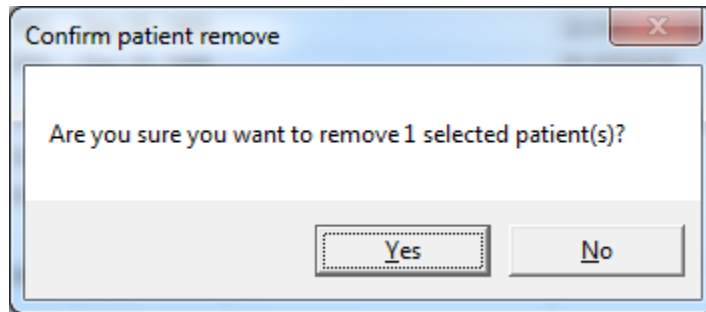 Confirm patient remove
Are you sure you want to remove 1 selected patient(s)?
Yes
No